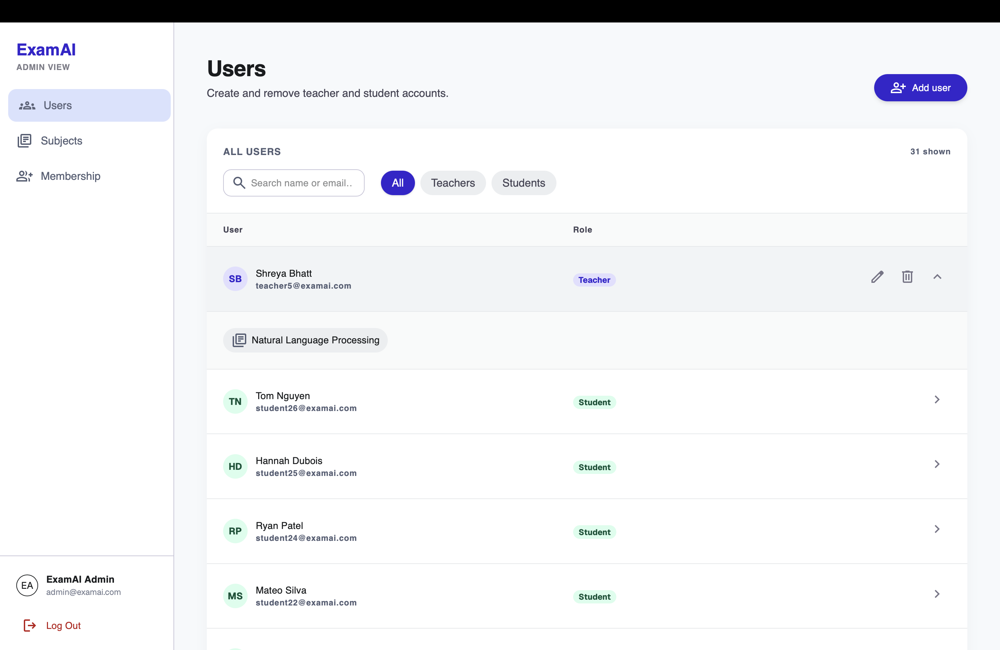 ExamAI
ADMIN VIEW
Users
Subjects
Membership
ExamAI Admin
EA
admin@examai.com
Log Out
Users
Create and remove teacher and student accounts.
Add user
ALL USERS
31 shown
Search name or email..
All
Teachers
Students
User
Role
SB
Shreya Bhatt
teacher5@examai.com
Teacher
Natural Language Processing
TN
Tom Nguyen
student26@examai.com
Student
HD
Hannah Dubois
student25@examai.com
Student
RP
Ryan Patel
student24@examai.com
Student
MS
Mateo Silva
student22@examai.com
Student